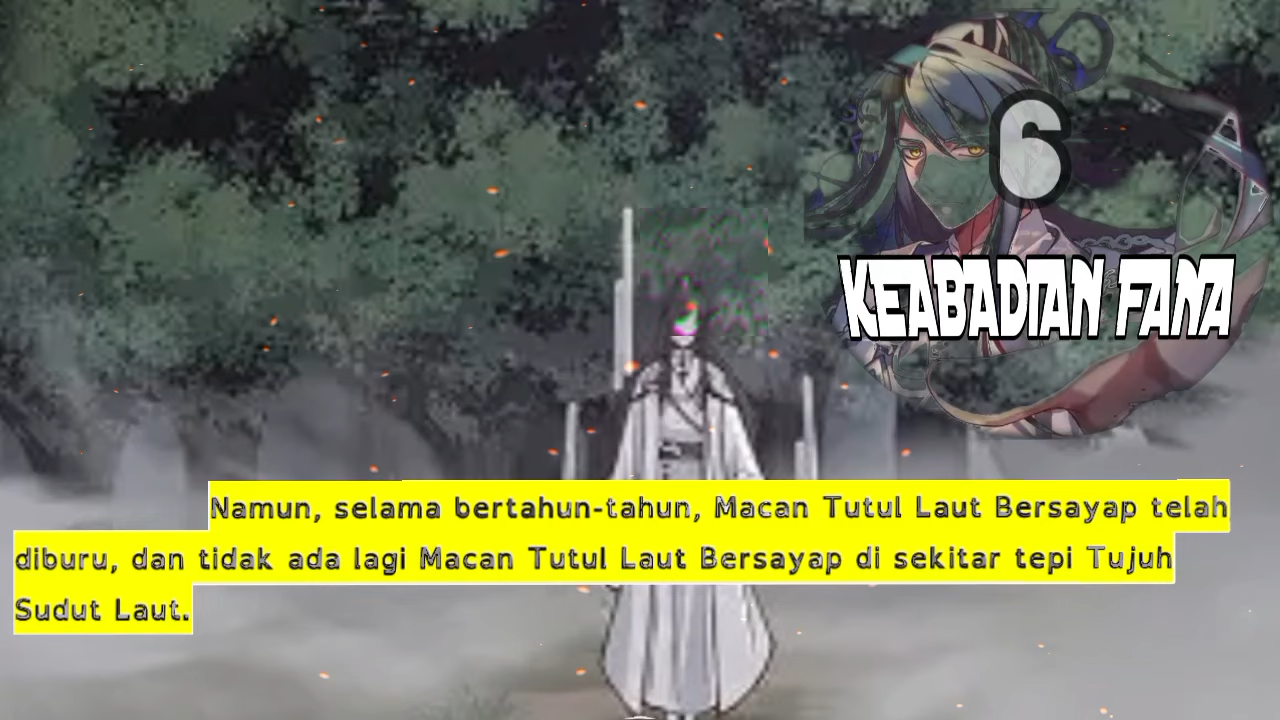 6
KEABADIAN FANA
Namun, selama bertahun-tahun, Macan Tutul Laut Bersayap telah
diburu, dan tidak ada lagi Macan Tutul Laut Bersayap di sekitar tepi Tujuh
Sudut Laut.